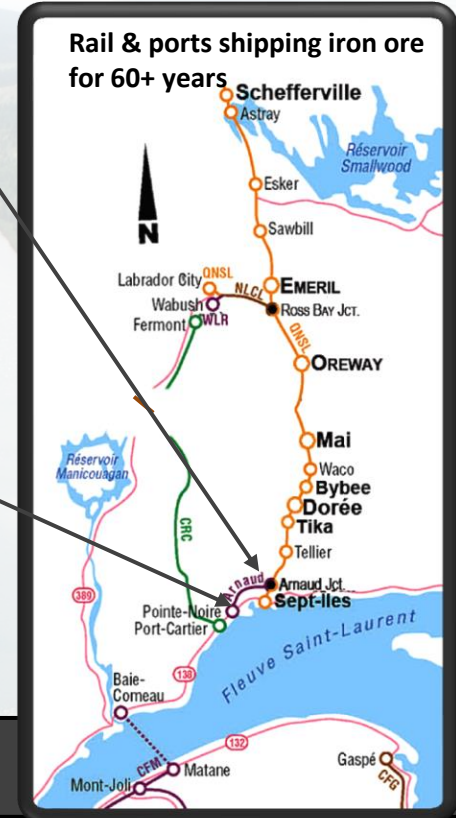 Rail & ports shipping iron ore
for 60+ years
Schefferville
Astray
Réservoir
Smallwood
Esker
N
Sawbill
Labrador City
QNSL
EMERIL
NLCL
Wabush
ROSS BAY JCT.
Fermont
WLR
QNSL
OREWAY
Mai
Réservoir
Manicouagan
Waco
Bybee
Dorée
Tika
CRC
Tellier
Arnaud
Arnaud Jct.
389
Sept-Iles
Pointe-Noire
Port-Cartier
Fleuve Saint-Laurent
138
Baie-
Comeau
132
CFM
Matane
Gaspé
Mont-Joli
CFG